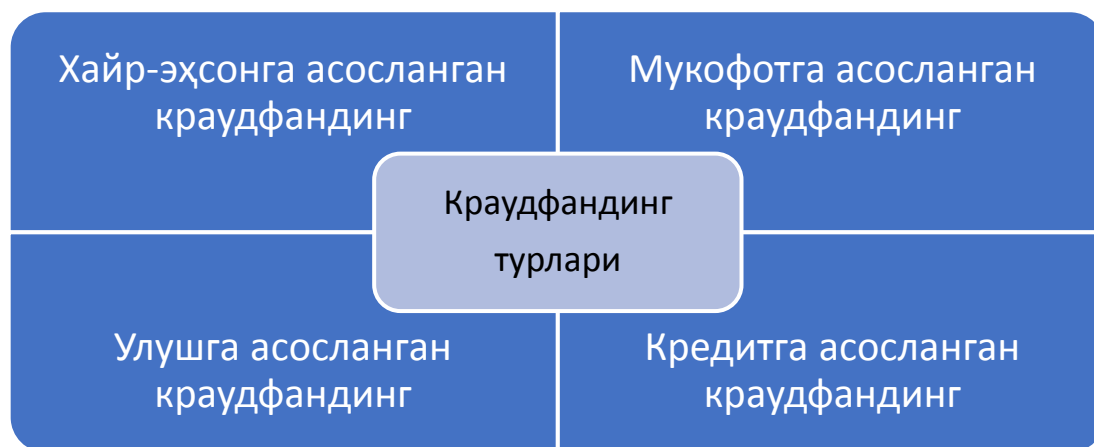 Хайр-эҳсонга асосланган
краудфандинг
Мукофотга асосланган
краудфандинг
Краудфандинг
турлари
Улушга асосланган
краудфандинг
Кредитга асосланган
краудфандинг